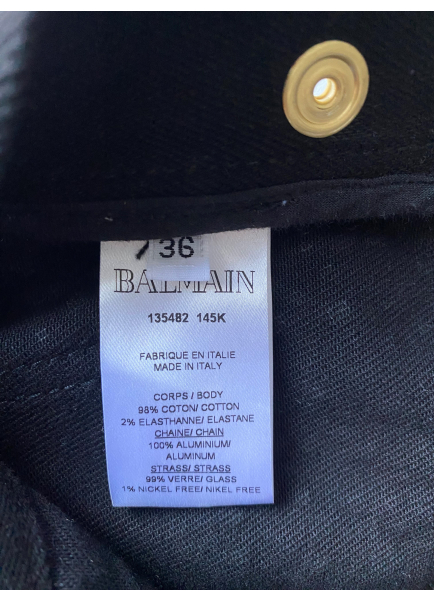 36
BALMAIN
135482 145K
FABRIQUE EN ITALIE
MADE IN ITALY
CORPS / BODY
98% COTON/ COTTON
2% ELASTHANNE/ ELASTANE
CHAINE/ CHAIN
100% ALUMINIUM/
ALUMINUM
STRASS/ STRASS
99% VERRE/ GLASS
1% NICKEL FREE/ NIKEL FREE